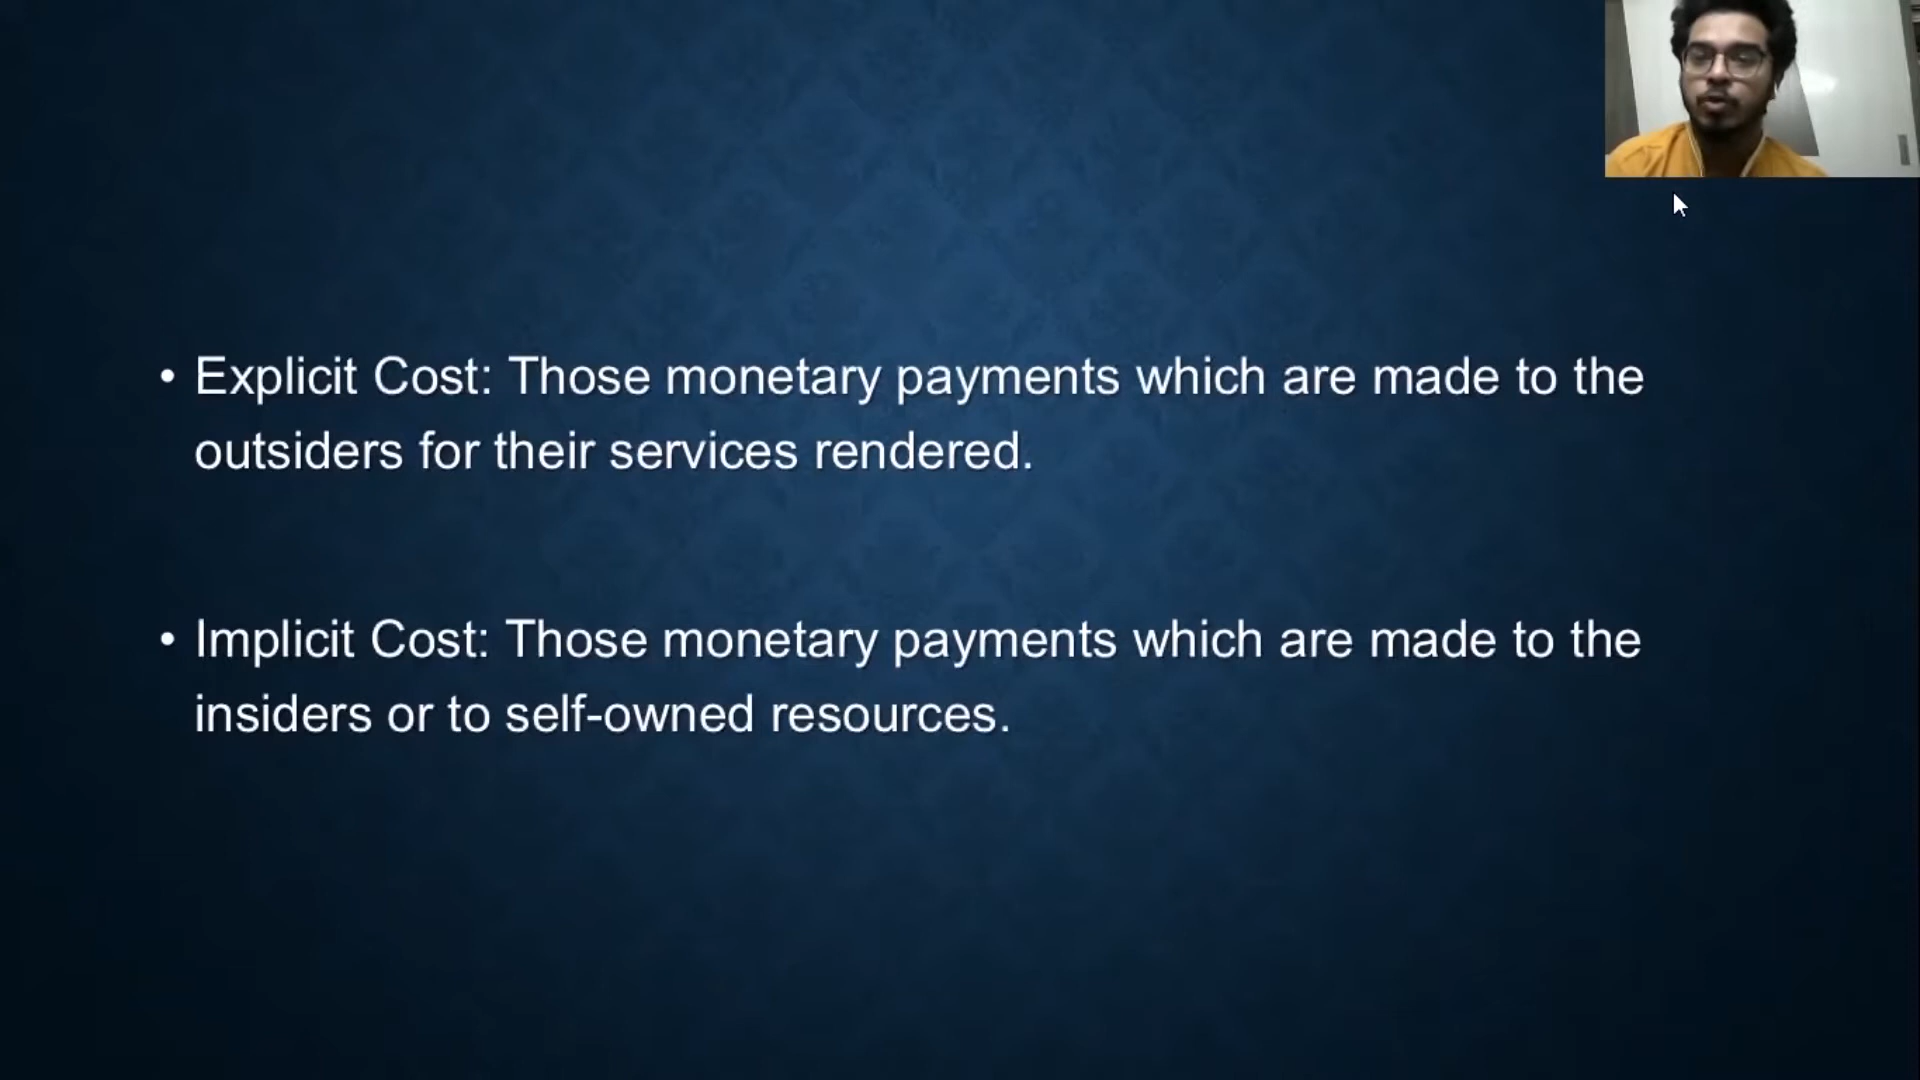 • Explicit Cost: Those monetary payments which are made to the
outsiders for their services rendered.
• Implicit Cost: Those monetary payments which are made to the
insiders or to self-owned resources.